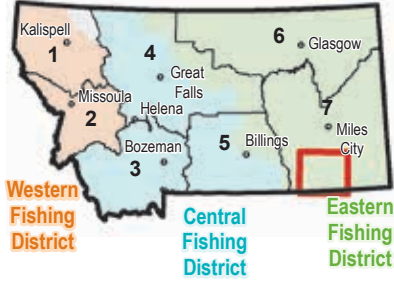 Kalispell
1
4
6
Glasgow
Great
Falls
Missoula
2
Helena
7
Miles
City
Bozeman
3
5
Billings
Western
Fishing
District
Central
Fishing
District
Eastern
Fishing
District